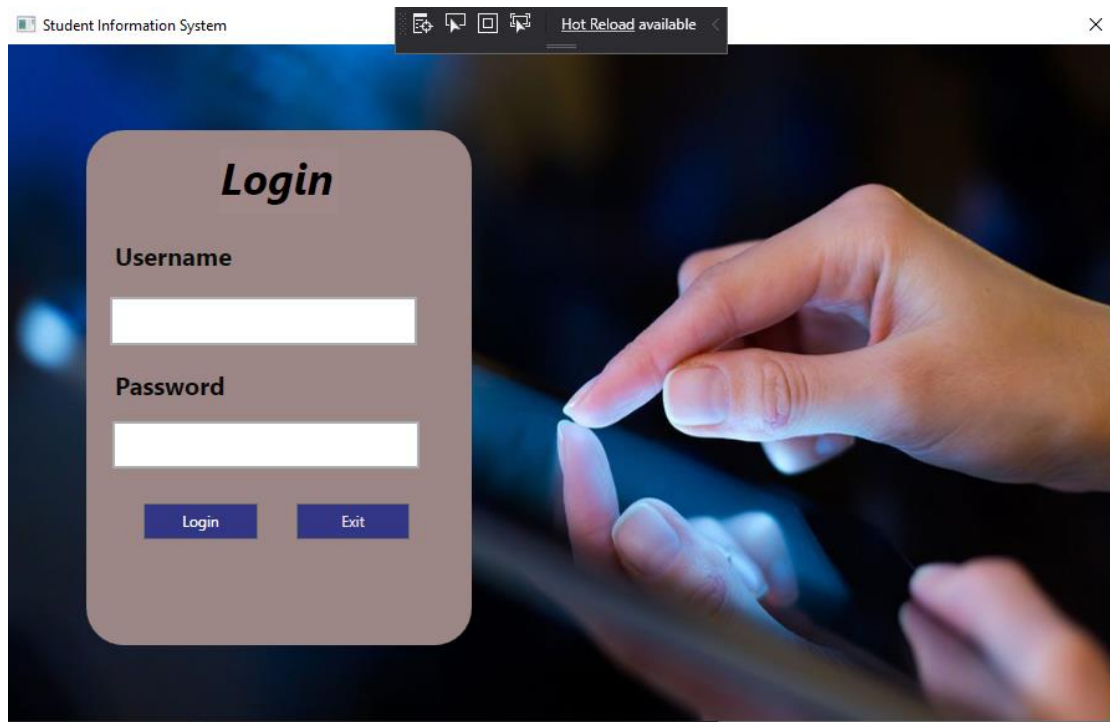 Student Information System
Hot Reload available
Login
Username
Password
Login Exit